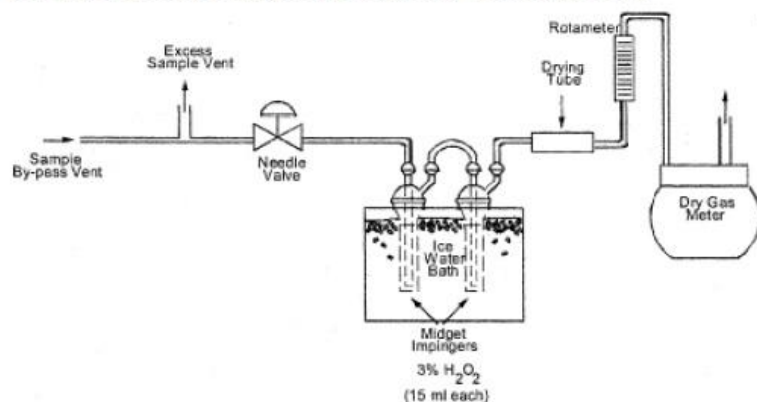 Rotameter
Excess
Sample Vent
Drying
Tube
Sample
By-pass Vent
Needle
Valve
Dry Gas
Meter
Ice
Water
Bath
Midget
Impingers
3% H₂O₂
(15 ml each)